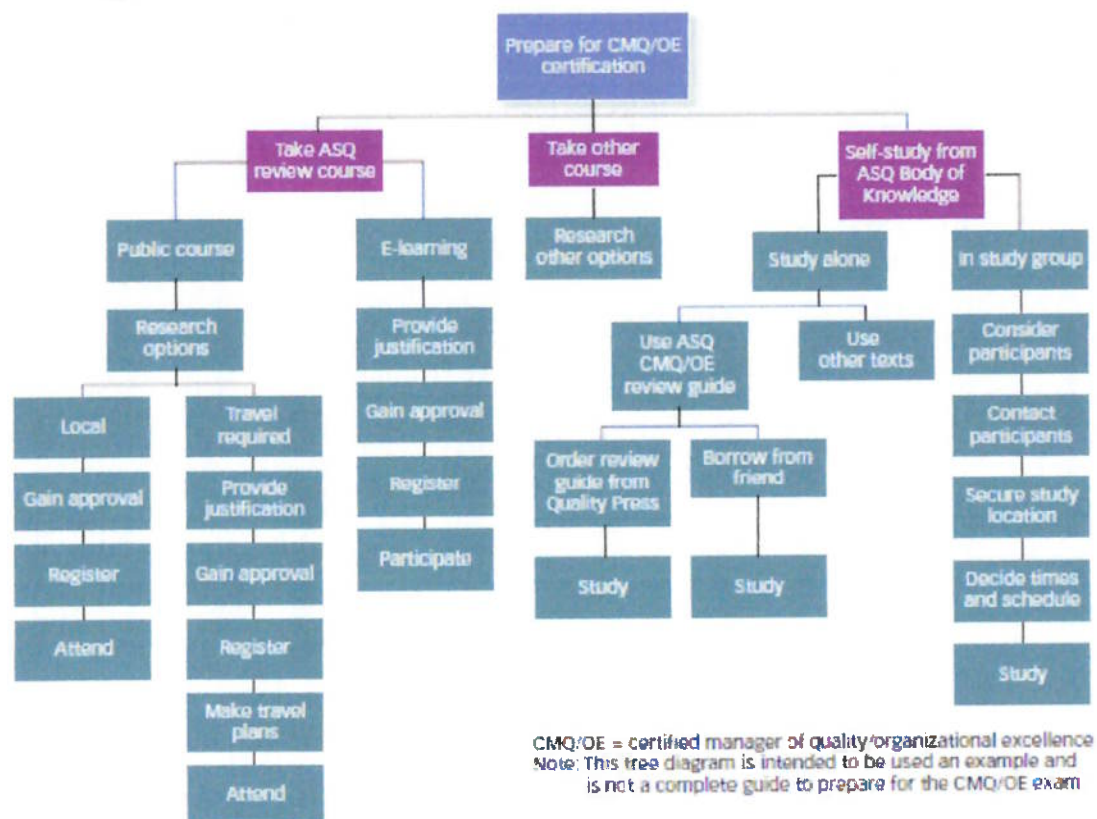 Prepare for CMQ/OE
certification
Take ASQ
review course
Take other
course
Self-study from
ASQ Body of
Knowledge
Public course
E-learning
Research
other options
Study alone
In study group
Research
options
Provide
justification
Use ASQ
CMQ/OE
review guide
Use
other texts
Consider
participants
Local
Travel
required
Gain approval
Contact
participants
Order review
guide from
Quality Press
Borrow from
friend
Gain approval
Provide
justification
Register
Secure study
location
Register
Gain approval
Participate
Study
Study
Decide times
and schedule
Attend
Register
Study
Make travel
plans
Attend
CMQ/OE = certified manager of quality/organizational excellence
Note: This tree diagram is intended to be used an example and
is not a complete guide to prepare for the CMQ/OE exam